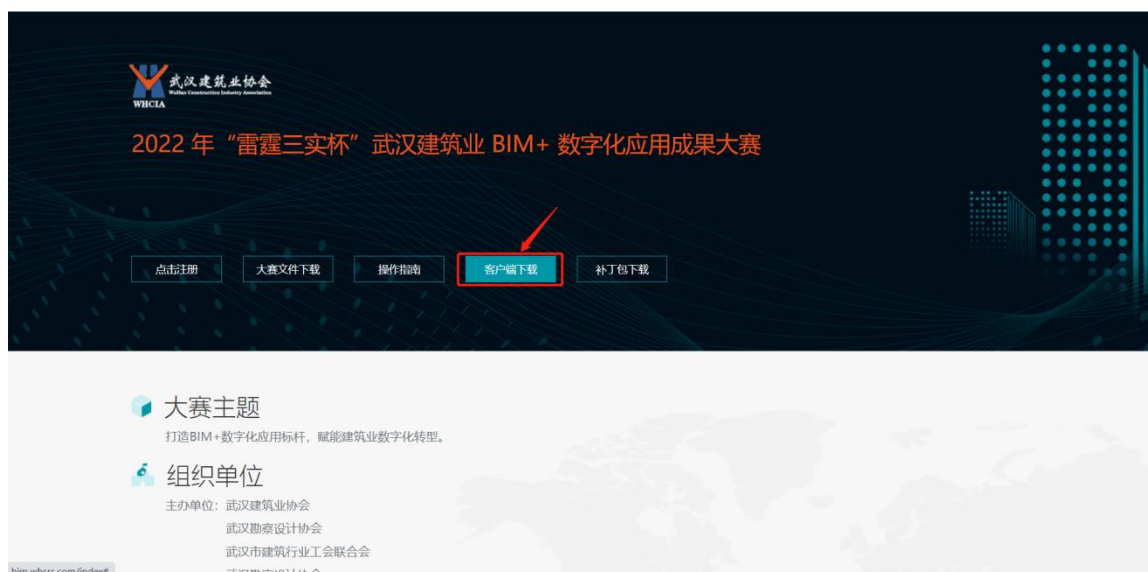 武汉建筑业协会
Wuhan Construction Industry Association
WHCIA
2022 年“雷霆三实杯”武汉建筑业 BIM+ 数字化应用成果大赛
点击注册
大赛文件下载
操作指南
客户端下载
补丁包下载
大赛主题
打造BIM+数字化应用标杆，赋能建筑业数字化转型。
组织单位
主办单位：武汉建筑业协会
武汉勘察设计协会
武汉市建筑行业工会联合会